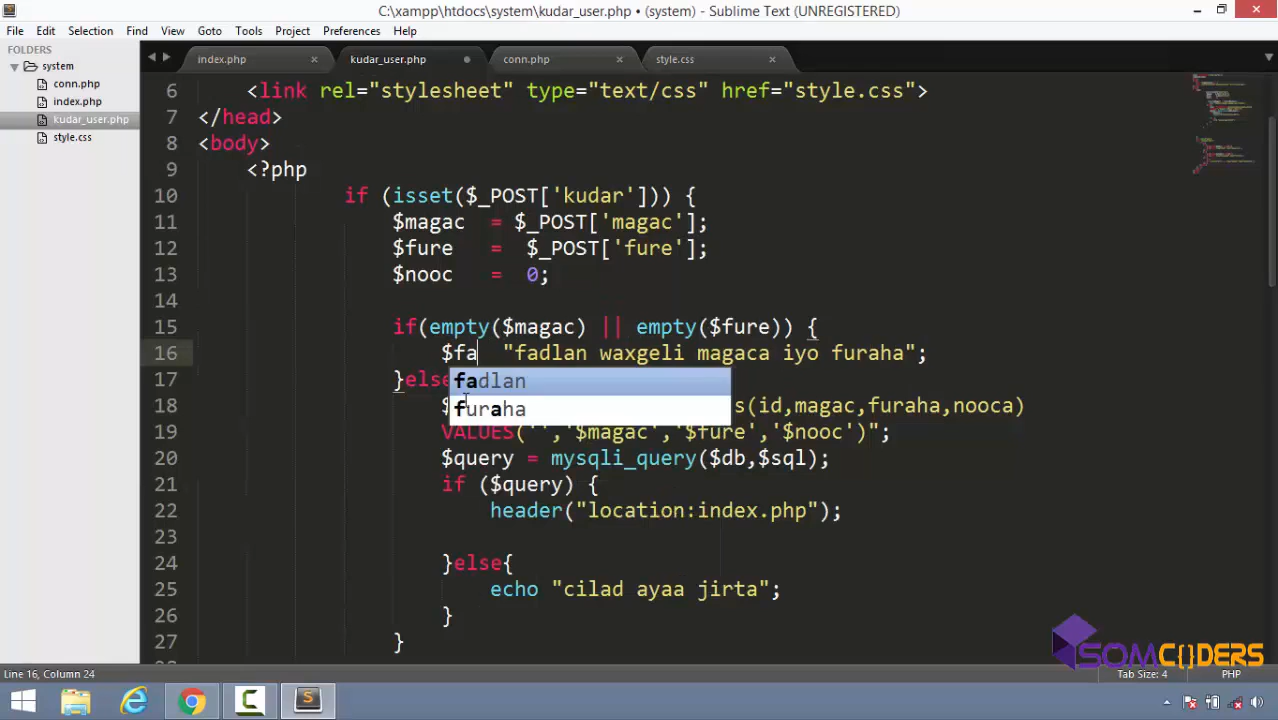 C:\xampp\htdocs\system\kudar_user.php • (system) - Sublime Text (UNREGISTERED)
File Edit Selection Find View Goto Tools Project Preferences Help
FOLDERS
system
conn.php
index.php
kudar_user.php
style.css
index.php kudar_user.php conn.php style.css
6 <link rel="stylesheet" type="text/css" href="style.css">
7 </head>
8 <body>
9 <?php
10 if (isset($_POST['kudar'])) {
11 $magac = $_POST['magac'];
12 $fure = $_POST['fure'];
13 $nooc = 0;
14
15 if(empty($magac) || empty($fure)) {
16 $fa "fadlan waxgeli magaca iyo furaha";
17 }else
fadlan
furaha
18 $ s(id,magac,furaha,nooca)
19 VALUES('','$magac','$fure','$nooc')";
20 $query = mysqli_query($db,$sql);
21 if ($query) {
22 header("location:index.php");
23
24 }else{
25 echo "cilad ayaa jirta";
26 }
27 }
SOMC{}DERS
Line 16, Column 24
Tab Size: 4
PHP